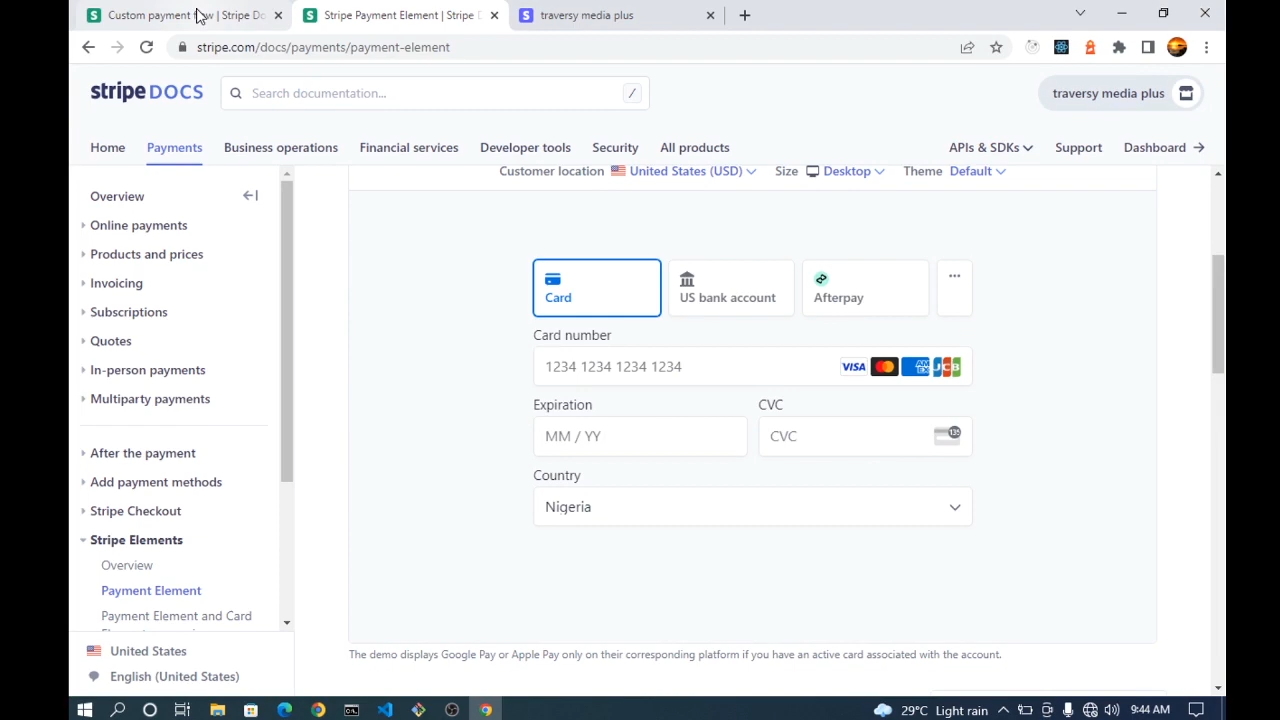 Custom payment flow | Stripe Do
Stripe Payment Element | Stripe D
traversy media plus
stripe.com/docs/payments/payment-element
stripe DOCS
Search documentation...
/
traversy media plus
Home
Payments
Business operations
Financial services
Developer tools
Security
All products
APIs & SDKs
Support
Dashboard
Overview
Online payments
Products and prices
Invoicing
Subscriptions
Quotes
In-person payments
Multiparty payments
After the payment
Add payment methods
Stripe Checkout
Stripe Elements
Overview
Payment Element
Payment Element and Card
United States
English (United States)
Customer location
United States (USD)
Size
Desktop
Theme
Default
Card
US bank account
Afterpay
Card number
1234 1234 1234 1234
VISA
AM EX
JCB
Expiration
CVC
MM / YY
CVC
135
Country
Nigeria
The demo displays Google Pay or Apple Pay only on their corresponding platform if you have an active card associated with the account.
29°C Light rain
9:44 AM